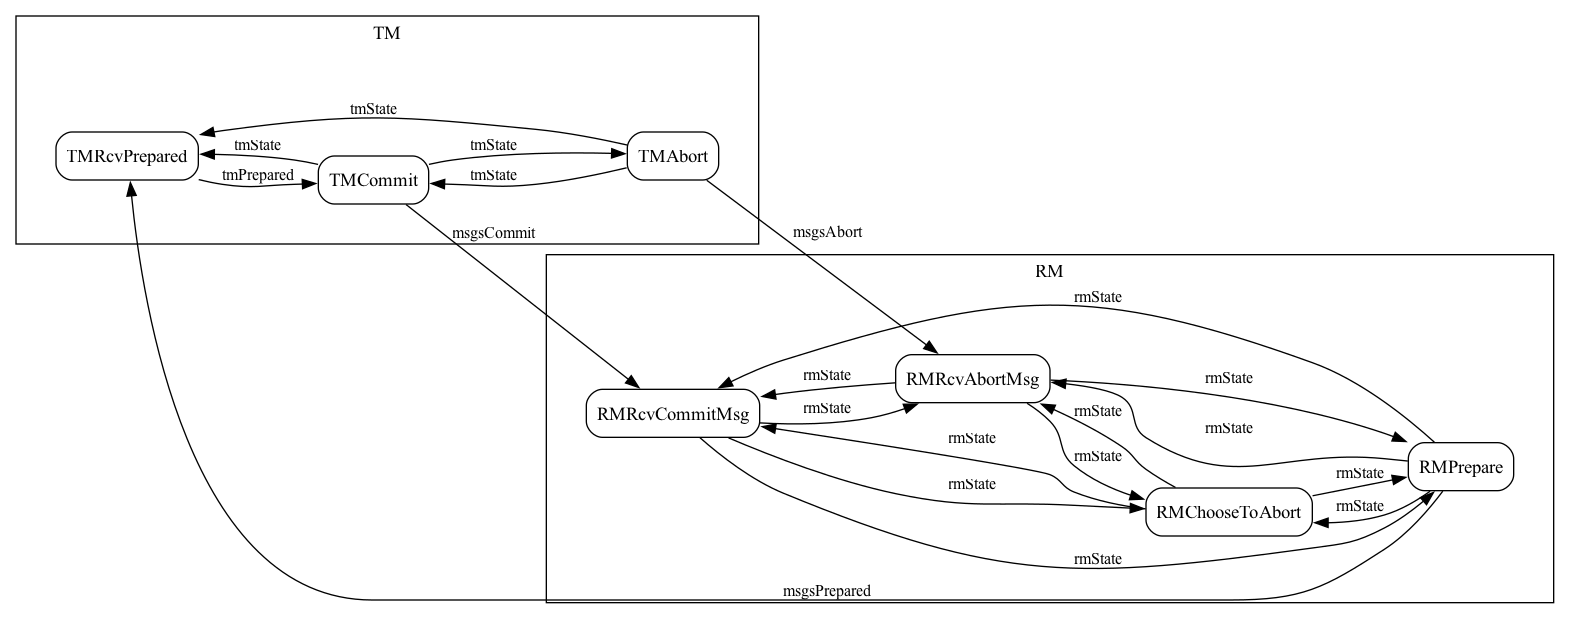 TM
tmState
tmState
tmState
TMRcvPrepared
TMAbort
tmPrepared
TMCommit
tmState
msgsCommit
msgsAbort
RM
rmState
rmState
RMRcvAbortMsg
rmState
RMRcvCommitMsg
rmState
rmState
rmState
rmState
rmState
RMPrepare
rmState
rmState
rmState
RMChooseToAbort
rmState
rmState
msgsPrepared